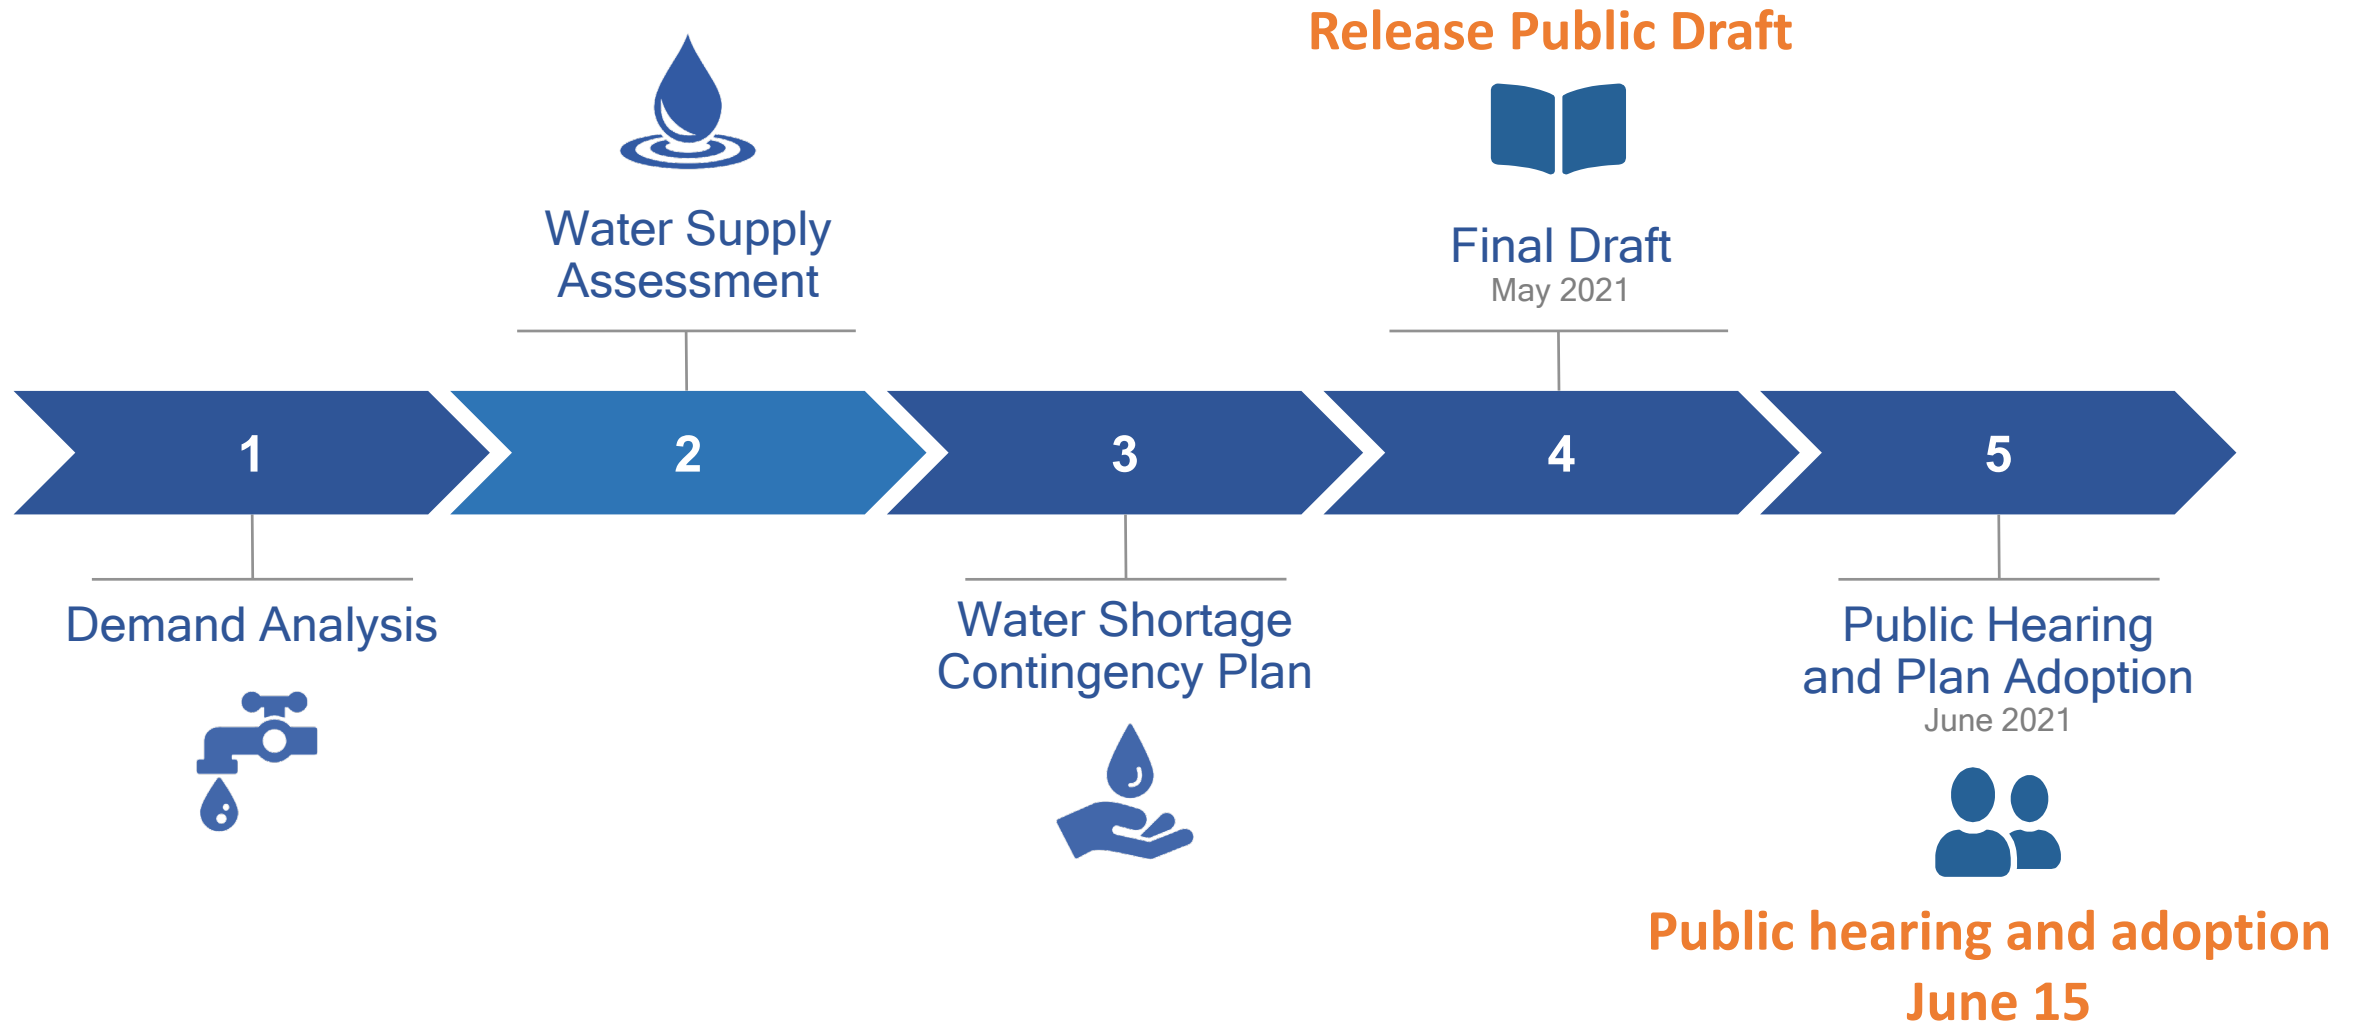 Release Public Draft
Water Supply
Assessment
Final Draft
May 2021
1
2
3
4
5
Demand Analysis
Water Shortage
Contingency Plan
Public Hearing
and Plan Adoption
June 2021
Public hearing and adoption
June 15